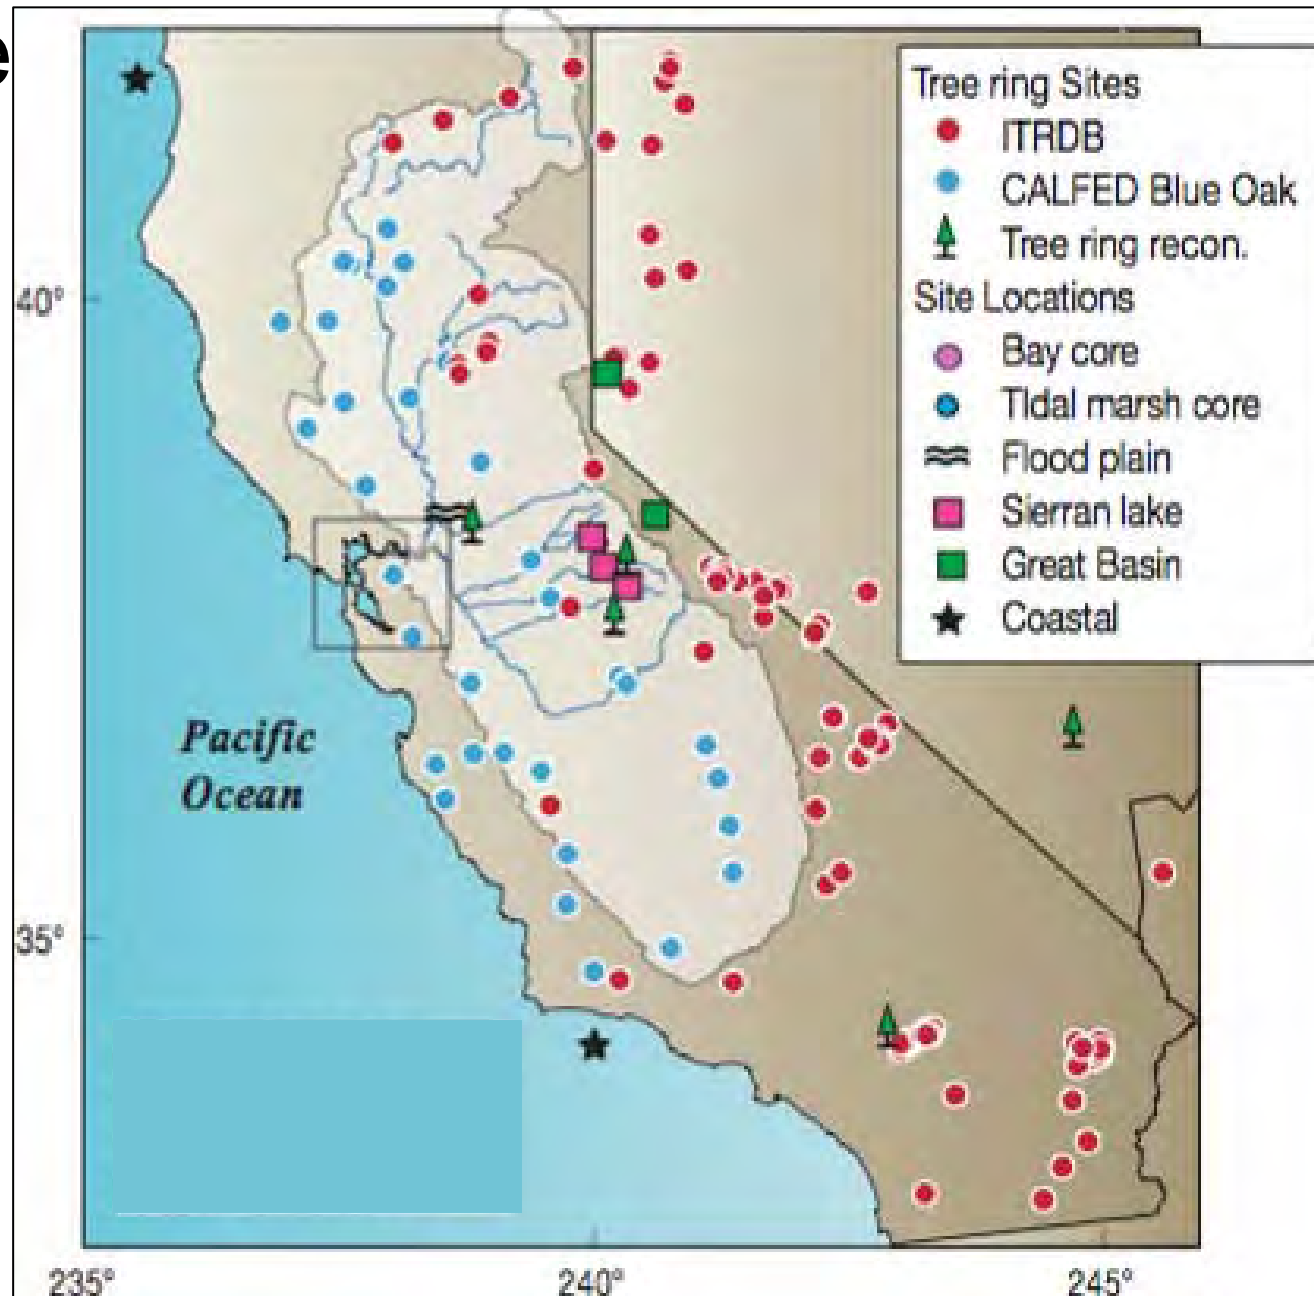 e
Tree ring Sites
ITRDB
CALFED Blue Oak
Tree ring recon.
Site Locations
Bay core
TIdal marsh core
Flood plain
Sierran lake
Great Basin
Coastal
40°
Pacific
Ocean
35°
235°
240°
245°